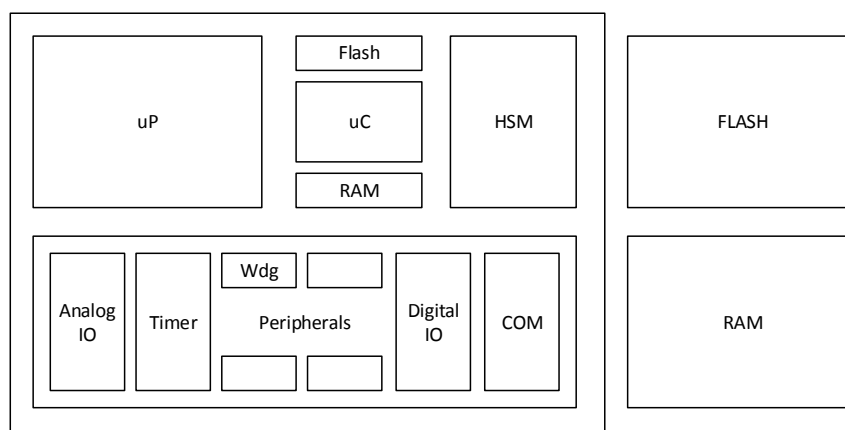 Flash
uP
uC
HSM
FLASH
RAM
Wdg
Analog
IO
Timer
Peripherals
Digital
IO
COM
RAM